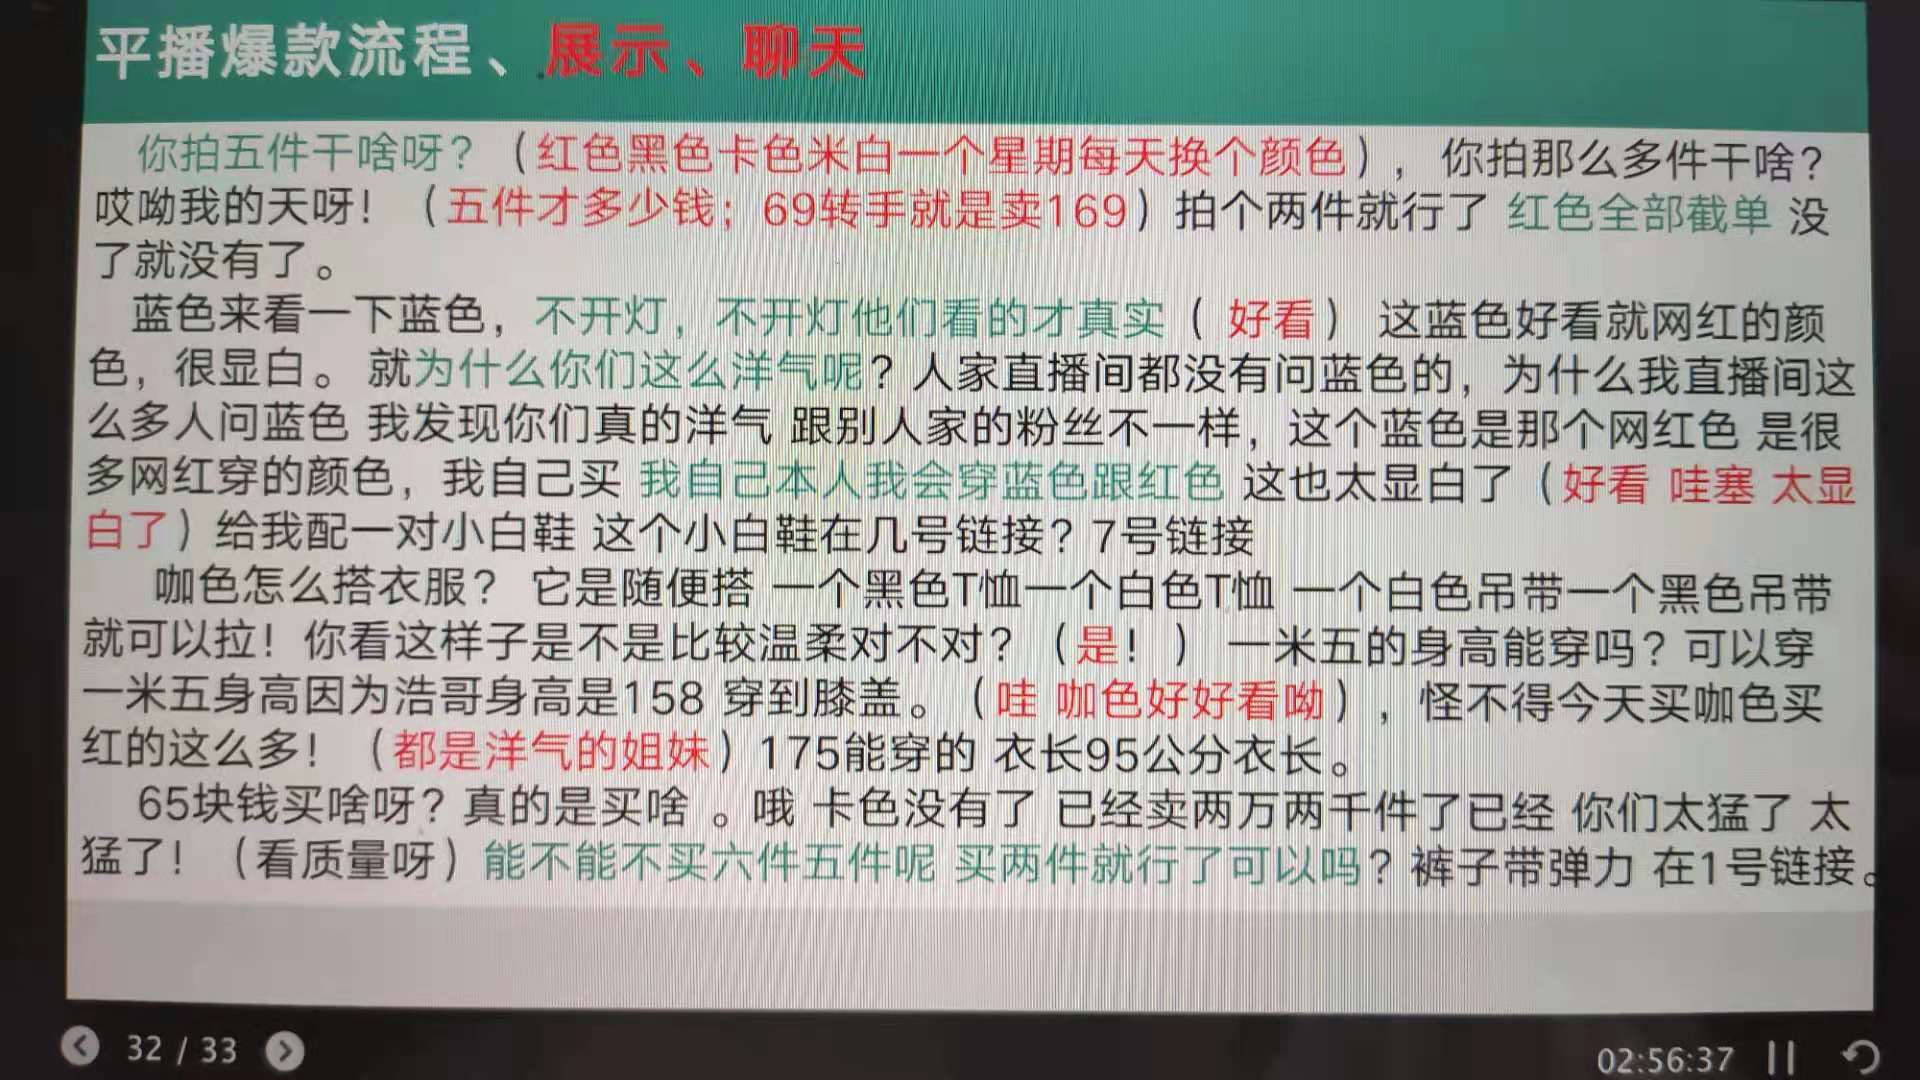 平播爆款流程、展示、聊天
你拍五件干啥呀？（红色黑色卡色米白一个星期每天换个颜色），你拍那么多件干啥？
哎呦我的天呀！（五件才多少钱；69转手就是卖169）拍个两件就行了 红色全部截单 没
了就没有了。
蓝色来看一下蓝色，不开灯，不开灯他们看的才真实（ 好看） 这蓝色好看就网红的颜
色，很显白。 就为什么你们这么洋气呢？人家直播间都没有问蓝色的，为什么我直播间这
么多人问蓝色 我发现你们真的洋气 跟别人家的粉丝不一样，这个蓝色是那个网红色 是很
多网红穿的颜色，我自己买 我自己本人我会穿蓝色跟红色 这也太显白了（好看 哇塞 太显
白了）给我配一对小白鞋 这个小白鞋在几号链接？7号链接
咖色怎么搭衣服？ 它是随便搭 一个黑色T恤一个白色T恤 一个白色吊带一个黑色吊带
就可以拉！你看这样子是不是比较温柔对不对？（是！） 一米五的身高能穿吗？可以穿
一米五身高因为浩哥身高是158 穿到膝盖。（哇 咖色好好看呦），怪不得今天买咖色买
红的这么多！（都是洋气的姐妹）175能穿的 衣长95公分衣长。
65块钱买啥呀？真的是买啥 。哦 卡色没有了 已经卖两万两千件了已经 你们太猛了 太
猛了！（看质量呀）能不能不买六件五件呢 买两件就行了可以吗？裤子带弹力 在1号链接。
32 / 33
02:56:37